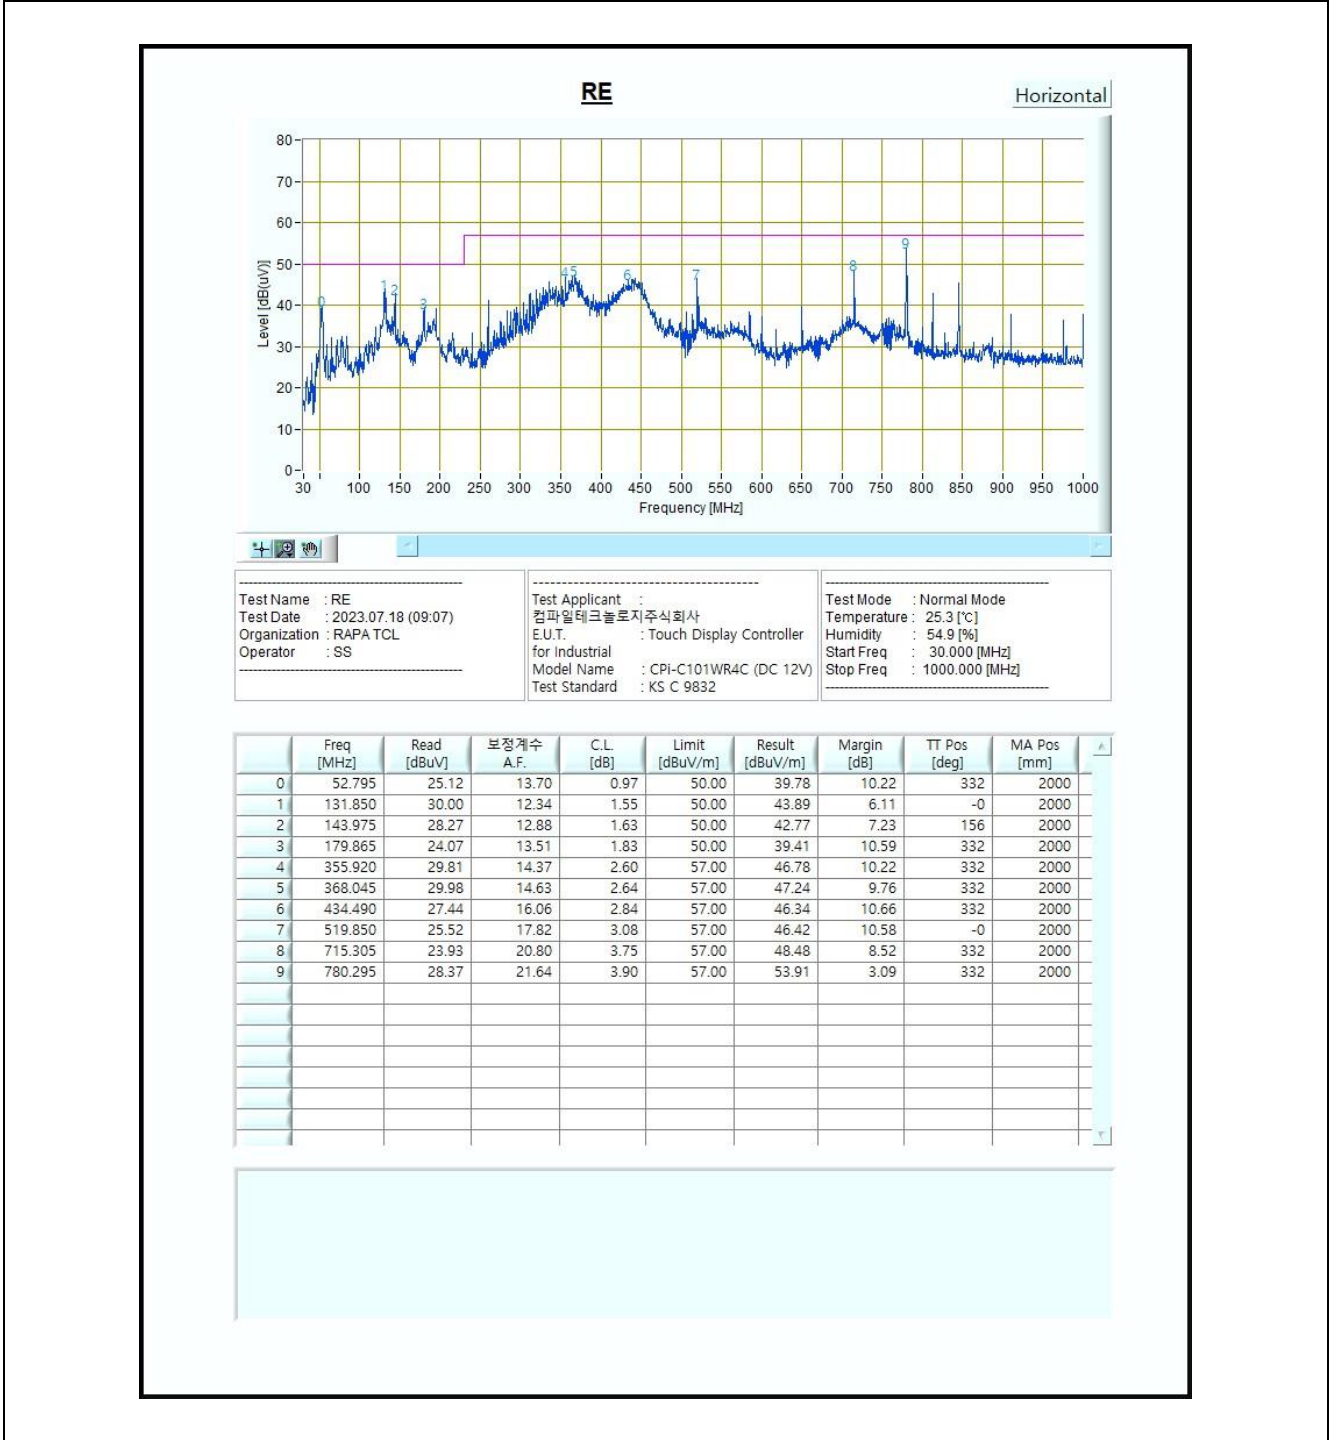 RE
Horizontal
80
70
60
50
40
30
20
10
0
Level [dB(uV)]
0
1
2
3
4
5
6
7
8
9
30 100 150 200 250 300 350 400 450 500 550 600 650 700 750 800 850 900 950 1000
Frequency [MHz]
Test Name : RE
Test Date : 2023.07.18 (09:07)
Organization : RAPA TCL
Operator : SS
Test Applicant :
컴파일테크놀로지주식회사
E.U.T. : Touch Display Controller
for Industrial
Model Name : CPi-C101WR4C (DC 12V)
Test Standard : KS C 9832
Test Mode : Normal Mode
Temperature : 25.3 [℃]
Humidity : 54.9 [%]
Start Freq : 30.000 [MHz]
Stop Freq : 1000.000 [MHz]
Freq Read 보정계수 C.L. Limit Result Margin TT Pos MA Pos
[MHz] [dBuV] A.F. [dB] [dBuV/m] [dBuV/m] [dB] [deg] [mm]
0 52.795 25.12 13.70 0.97 50.00 39.78 10.22 332 2000
1 131.850 30.00 12.34 1.55 50.00 43.89 6.11 -0 2000
2 143.975 28.27 12.88 1.63 50.00 42.77 7.23 156 2000
3 179.865 24.07 13.51 1.83 50.00 39.41 10.59 332 2000
4 355.920 29.81 14.37 2.60 57.00 46.78 10.22 332 2000
5 368.045 29.98 14.63 2.64 57.00 47.24 9.76 332 2000
6 434.490 27.44 16.06 2.84 57.00 46.34 10.66 332 2000
7 519.850 25.52 17.82 3.08 57.00 46.42 10.58 -0 2000
8 715.305 23.93 20.80 3.75 57.00 48.48 8.52 332 2000
9 780.295 28.37 21.64 3.90 57.00 53.91 3.09 332 2000